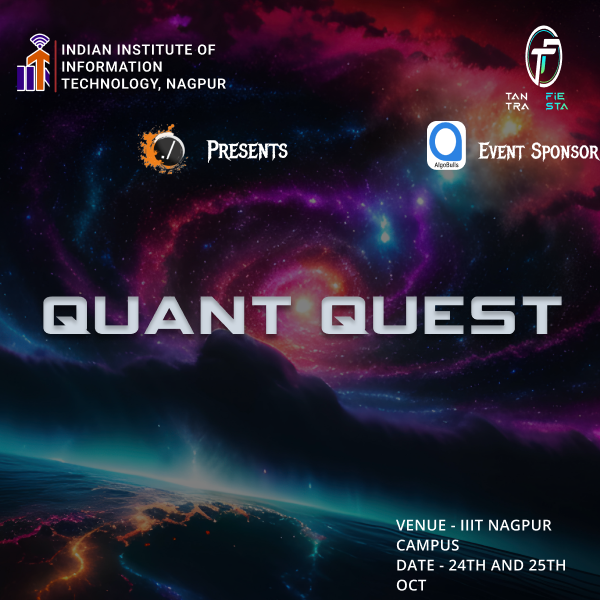 INDIAN INSTITUTE OF
INFORMATION
TECHNOLOGY, NAGPUR
TAN FIE
TRA STA
./
PRESENTS
AlgoBulls
EVENT SPONSOR
QUANT QUEST
VENUE - IIIT NAGPUR
CAMPUS
DATE - 24TH AND 25TH
OCT